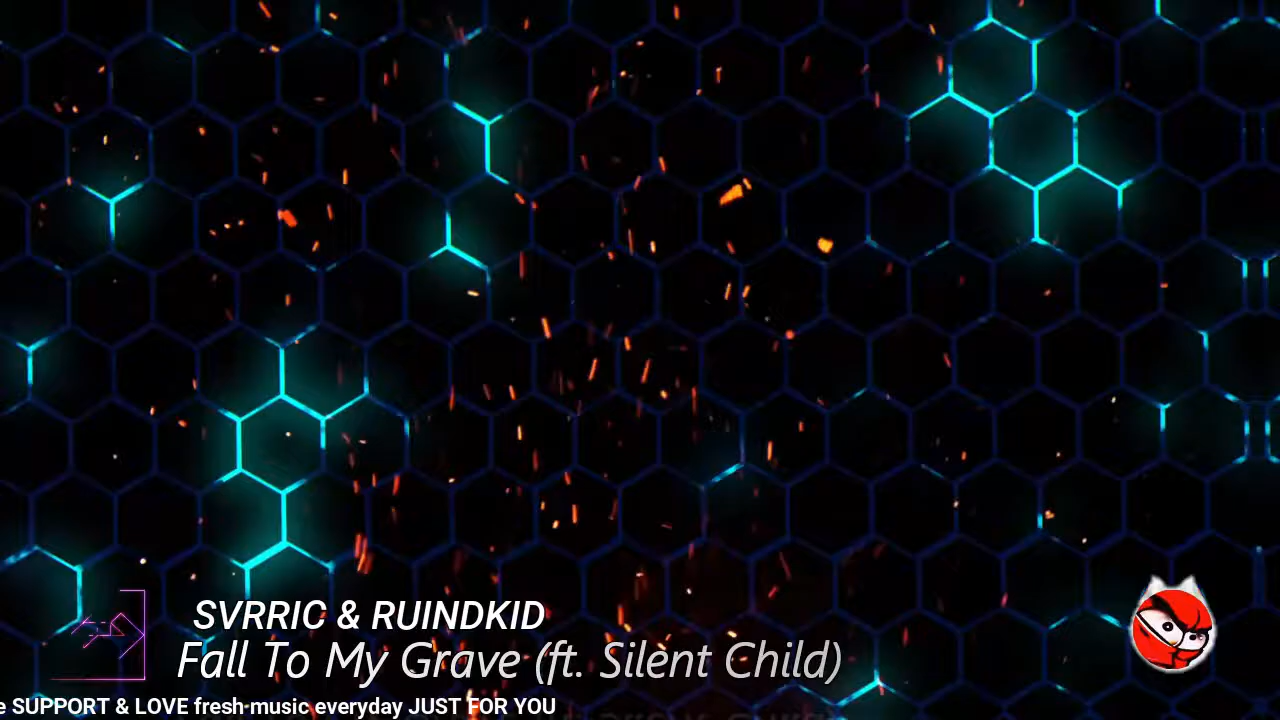 SVRRIC & RUINDKID
Fall To My Grave (ft. Silent Child)
e SUPPORT & LOVE fresh music everyday JUST FOR YOU